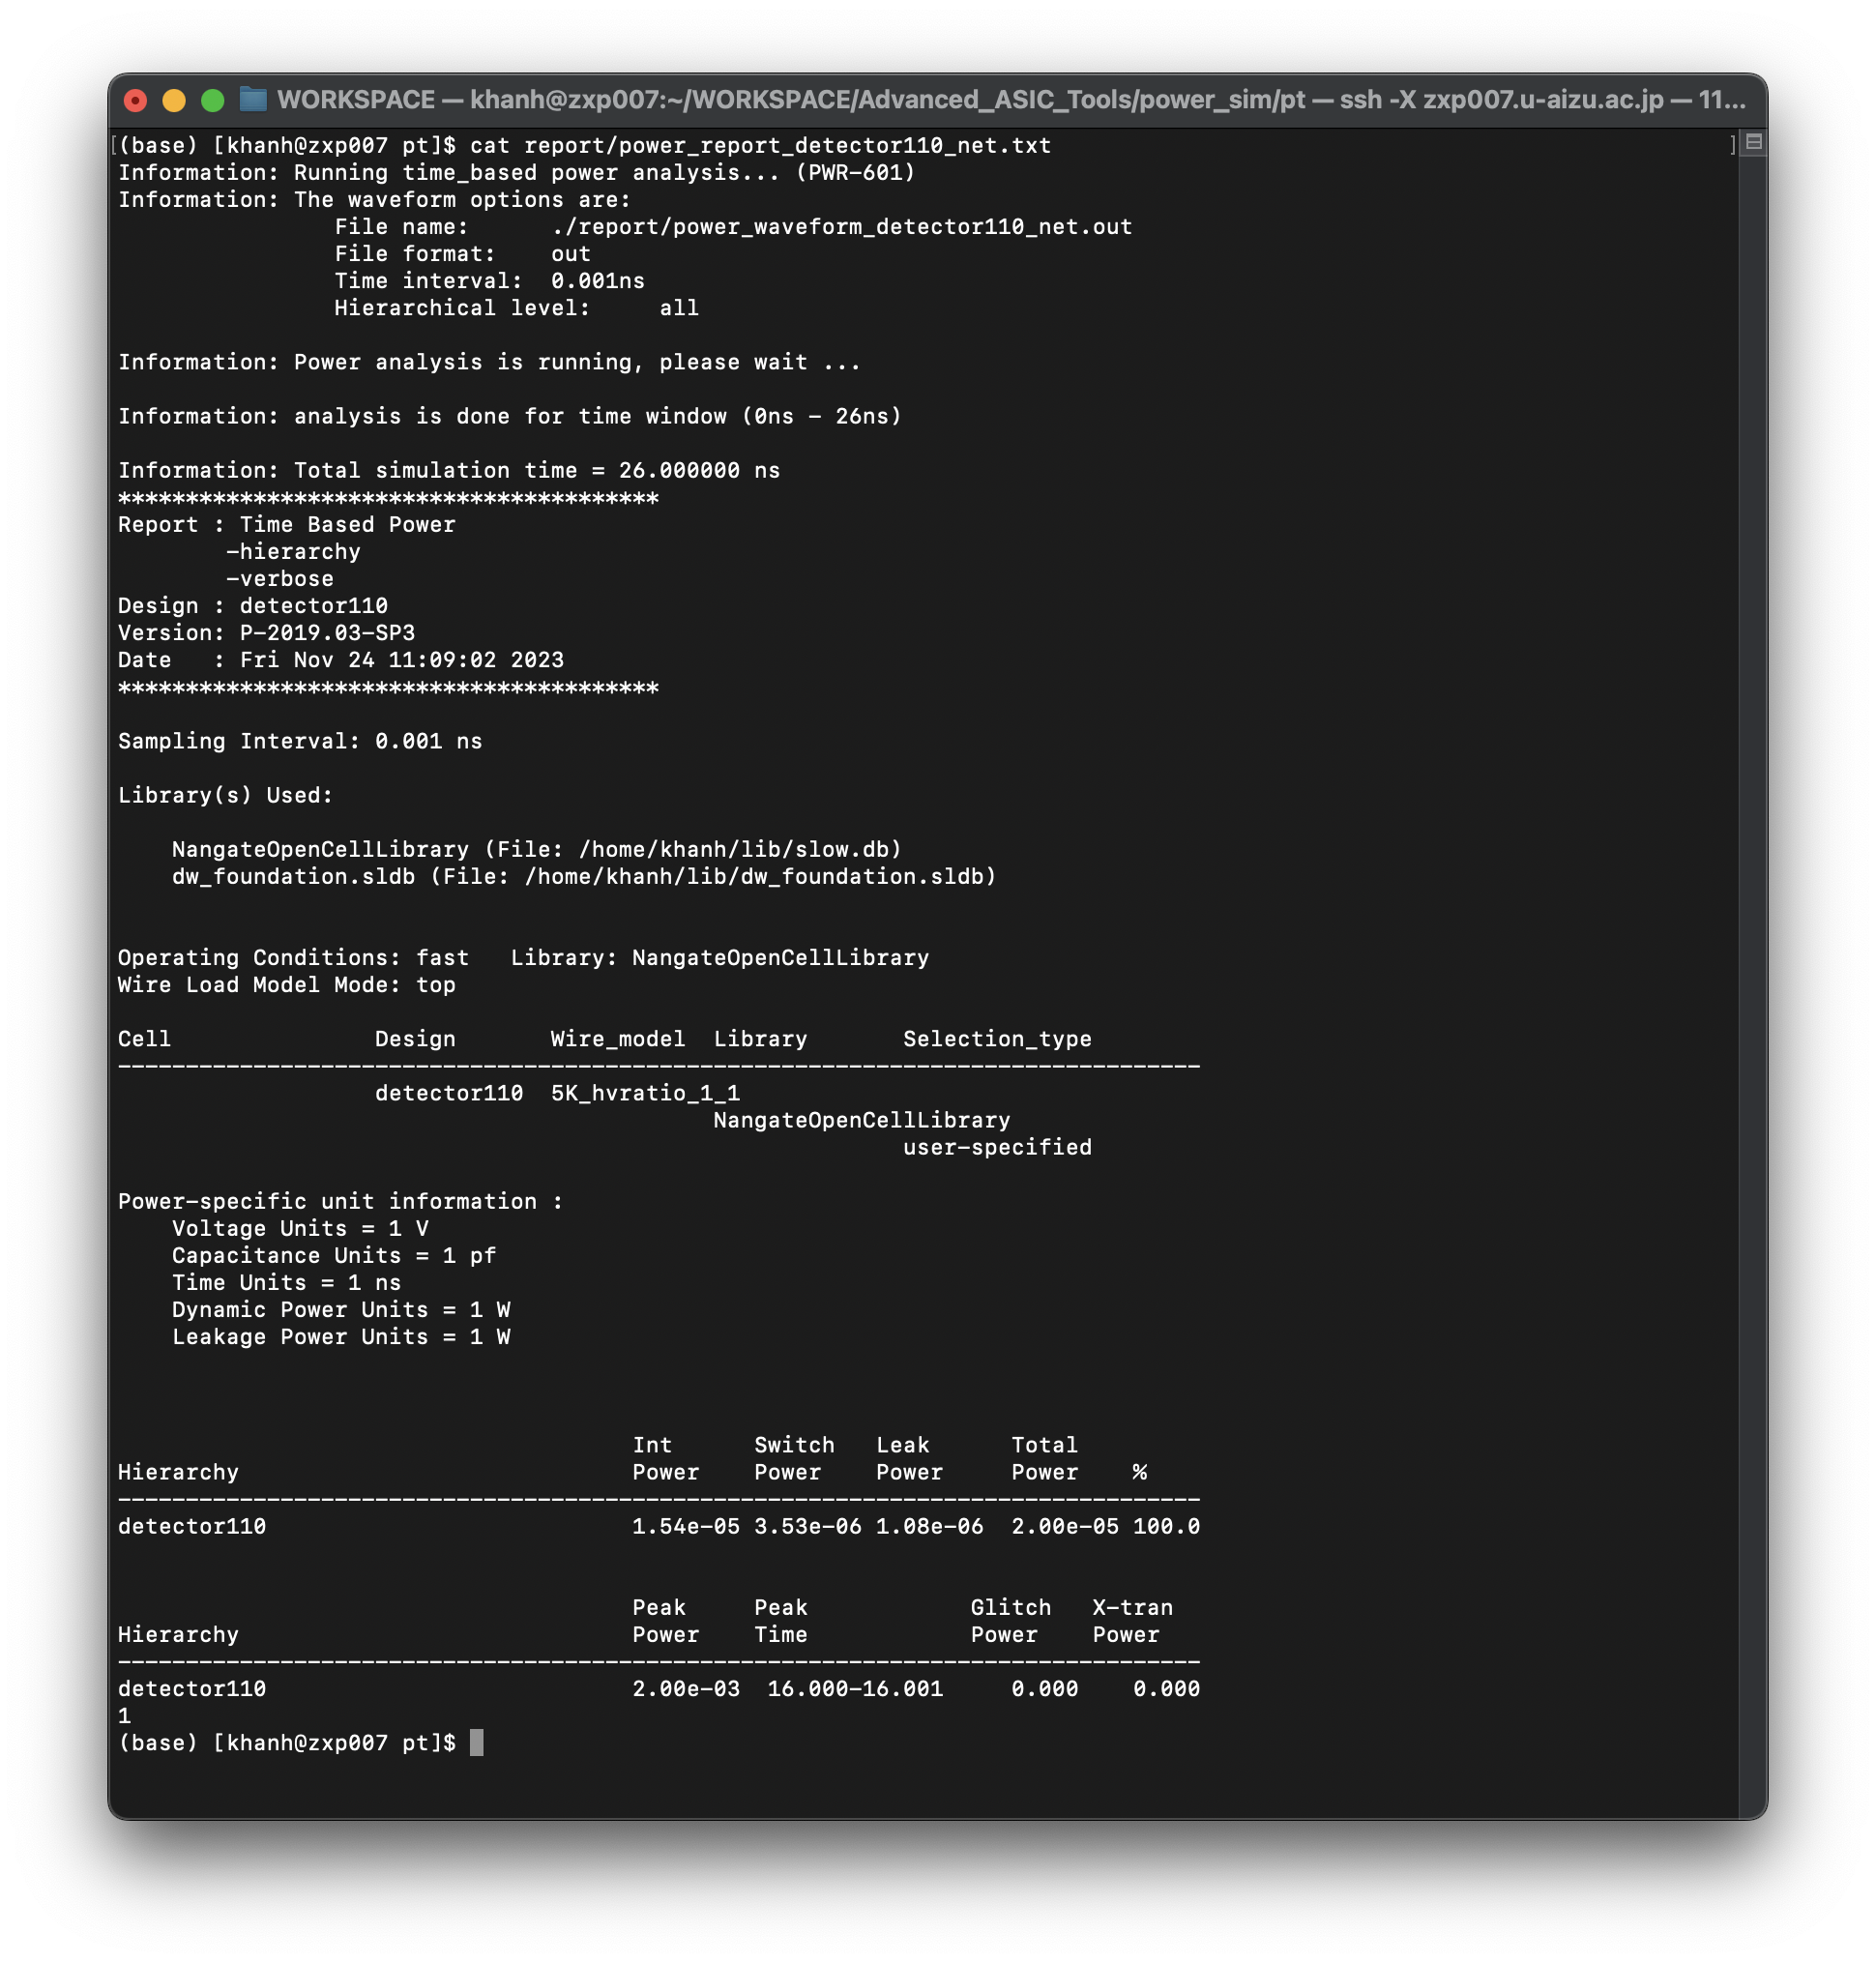 WORKSPACE — khanh@zxp007:~/WORKSPACE/Advanced_ASIC_Tools/power_sim/pt — ssh -X zxp007.u-aizu.ac.jp — 11...
[(base) [khanh@zxp007 pt]$ cat report/power_report_detector110_net.txt ]
Information: Running time_based power analysis... (PWR-601)
Information: The waveform options are:
                File name:      ./report/power_waveform_detector110_net.out
                File format:    out
                Time interval:  0.001ns
                Hierarchical level:     all

Information: Power analysis is running, please wait ...

Information: analysis is done for time window (0ns - 26ns)

Information: Total simulation time = 26.000000 ns
****************************************
Report : Time Based Power
        -hierarchy
        -verbose
Design : detector110
Version: P-2019.03-SP3
Date   : Fri Nov 24 11:09:02 2023
****************************************

Sampling Interval: 0.001 ns

Library(s) Used:

    NangateOpenCellLibrary (File: /home/khanh/lib/slow.db)
    dw_foundation.sldb (File: /home/khanh/lib/dw_foundation.sldb)


Operating Conditions: fast   Library: NangateOpenCellLibrary
Wire Load Model Mode: top

Cell               Design       Wire_model  Library       Selection_type
--------------------------------------------------------------------------------
                   detector110  5K_hvratio_1_1
                                            NangateOpenCellLibrary
                                                          user-specified

Power-specific unit information :
    Voltage Units = 1 V
    Capacitance Units = 1 pf
    Time Units = 1 ns
    Dynamic Power Units = 1 W
    Leakage Power Units = 1 W



                                      Int      Switch   Leak      Total
Hierarchy                             Power    Power    Power     Power    %
--------------------------------------------------------------------------------
detector110                           1.54e-05 3.53e-06 1.08e-06  2.00e-05 100.0


                                      Peak     Peak            Glitch   X-tran
Hierarchy                             Power    Time            Power    Power
--------------------------------------------------------------------------------
detector110                           2.00e-03  16.000-16.001     0.000    0.000
1
(base) [khanh@zxp007 pt]$